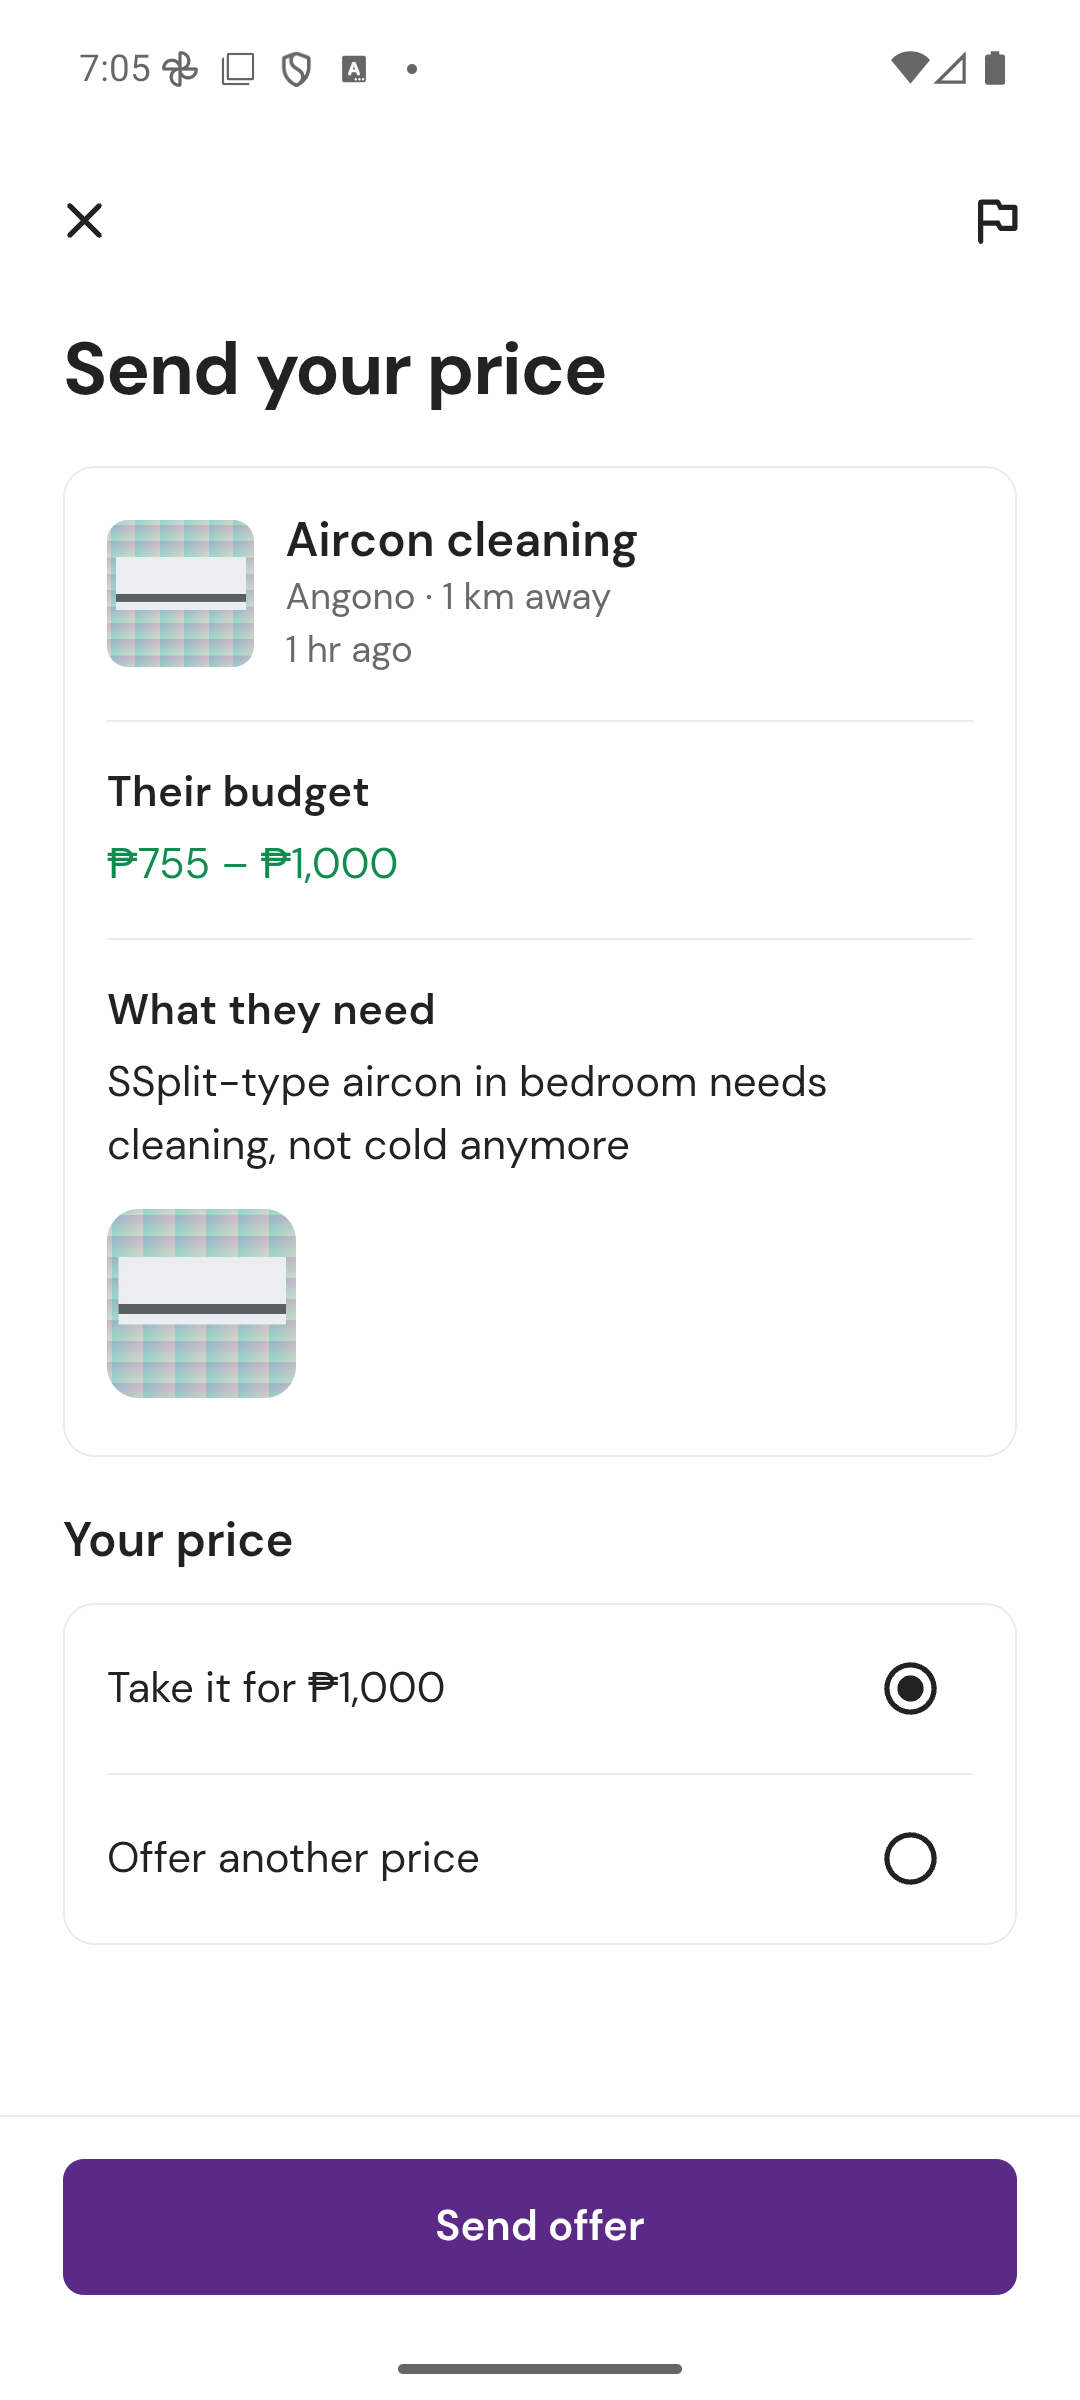 7:05
Send your price
Aircon cleaning
Angono · 1 km away
1 hr ago
Their budget
₱755 – ₱1,000
What they need
SSplit-type aircon in bedroom needs
cleaning, not cold anymore
Your price
Take it for ₱1,000
Offer another price
Send offer